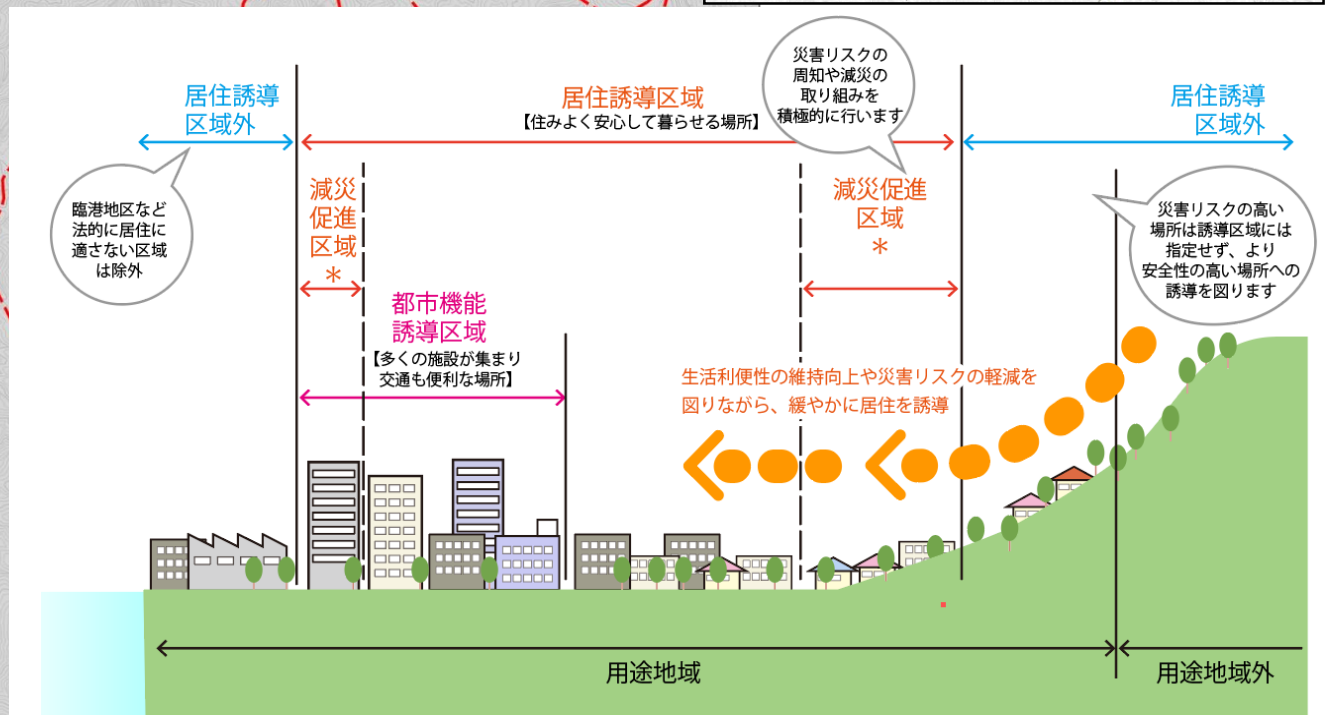 居住誘導
区域外
居住誘導区域
【住みよく安心して暮らせる場所】
災害リスクの
周知や減災の
取り組みを
積極的に行います
居住誘導
区域外
臨港地区など
法的に居住に
適さない区域
は除外
減災
促進
区域
＊
減災促進
区域
＊
災害リスクの高い
場所は誘導区域には
指定せず、より
安全性の高い場所への
誘導を図ります
都市機能
誘導区域
【多くの施設が集まり
交通も便利な場所】
生活利便性の維持向上や災害リスクの軽減を
図りながら、緩やかに居住を誘導
用途地域
用途地域外